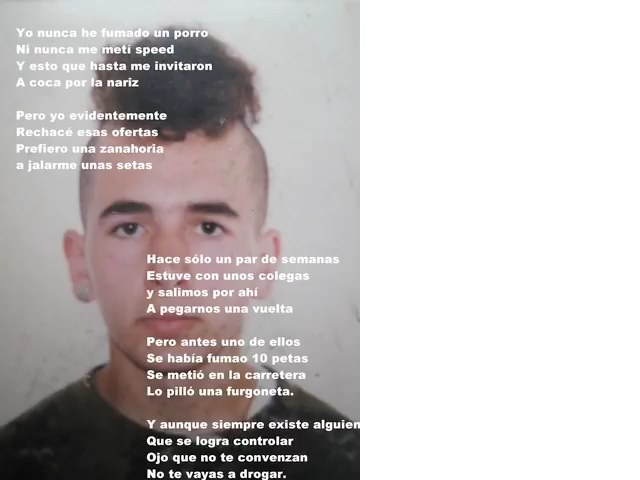 Yo nunca he fumado un porro
Ni nunca me metí speed
Y esto que hasta me invitaron
A coca por la nariz
Pero yo evidentemente
Rechacé esas ofertas
Prefiero una zanahoria
a jalarme unas setas
Hace sólo un par de semanas
Estuve con unos colegas
y salimos por ahí
A pegarnos una vuelta
Pero antes uno de ellos
Se había fumao 10 petas
Se metió en la carretera
Lo pilló una furgoneta.
Y aunque siempre existe alguien
Que se logra controlar
Ojo que no te convenzan
No te vayas a drogar.